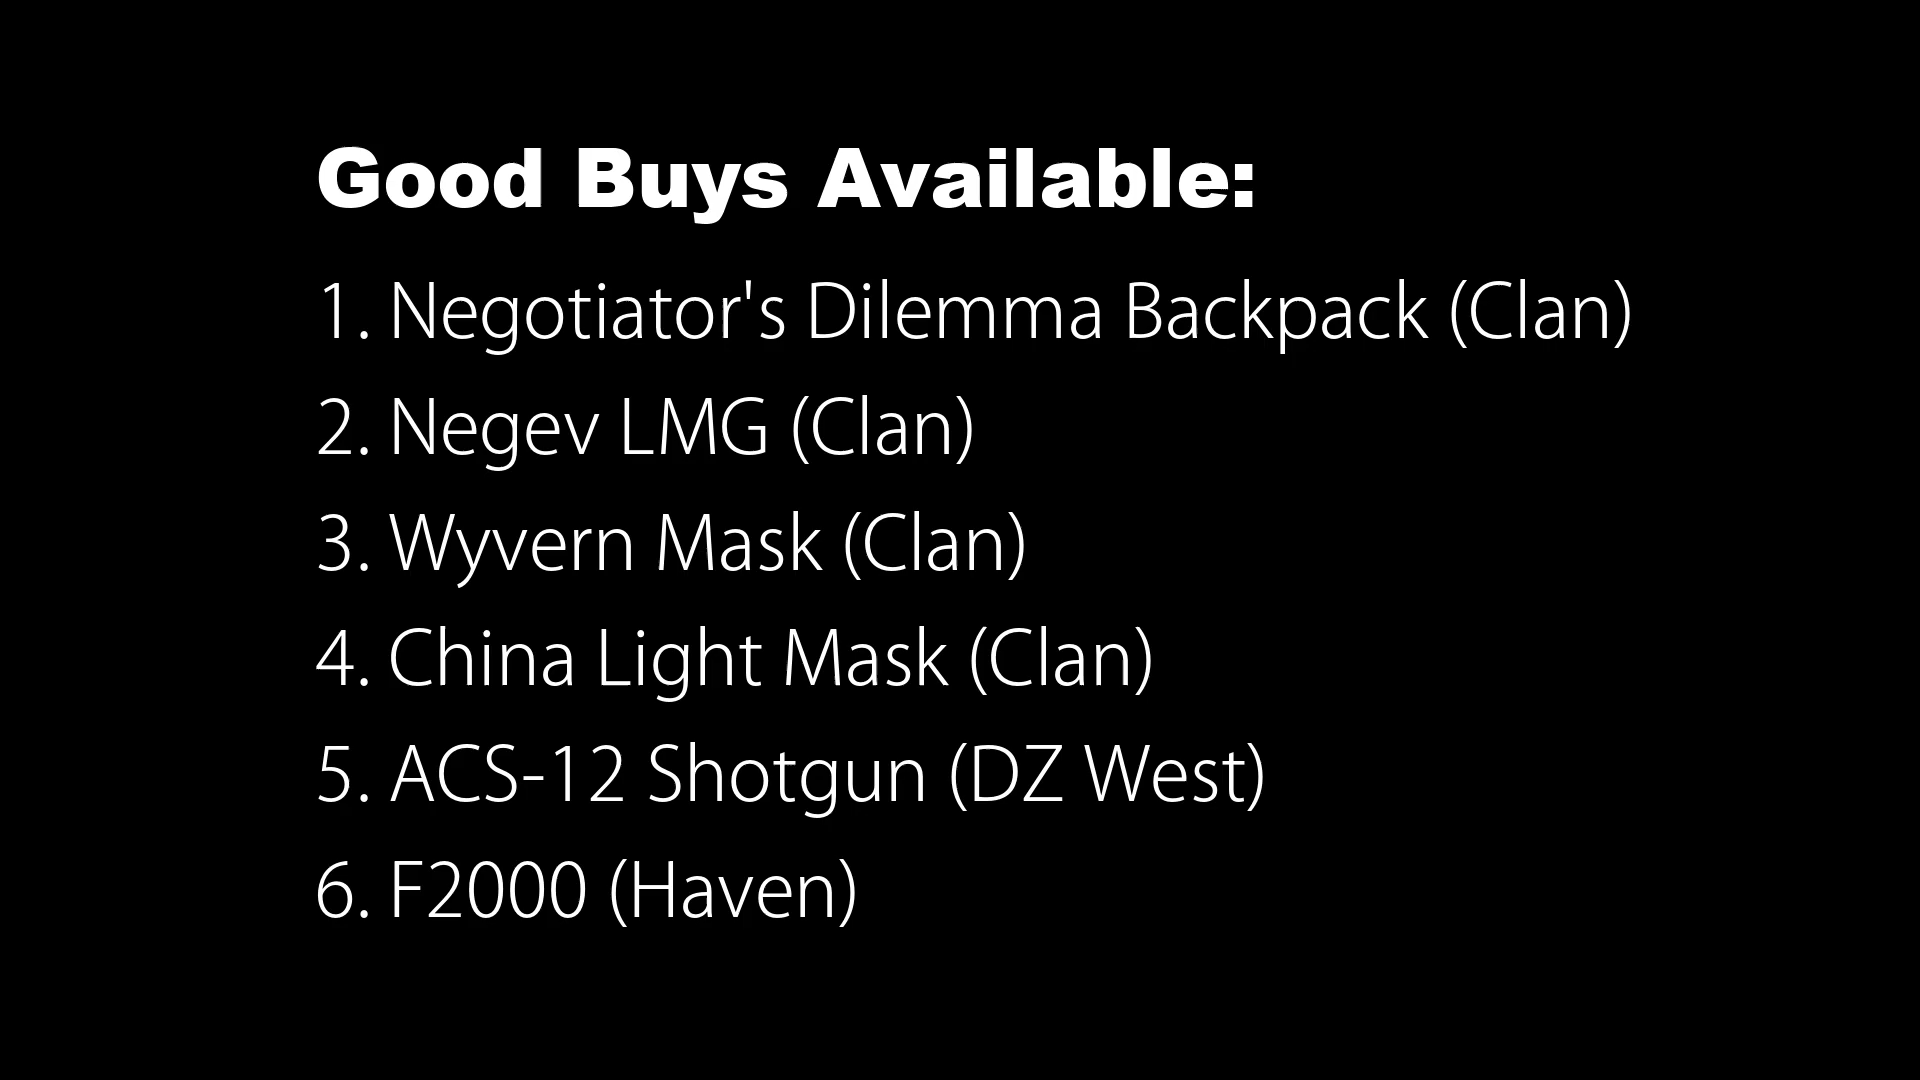 Good Buys Available:
1. Negotiator's Dilemma Backpack (Clan)
2. Negev LMG (Clan)
3. Wyvern Mask (Clan)
4. China Light Mask (Clan)
5. ACS-12 Shotgun (DZ West)
6. F2000 (Haven)